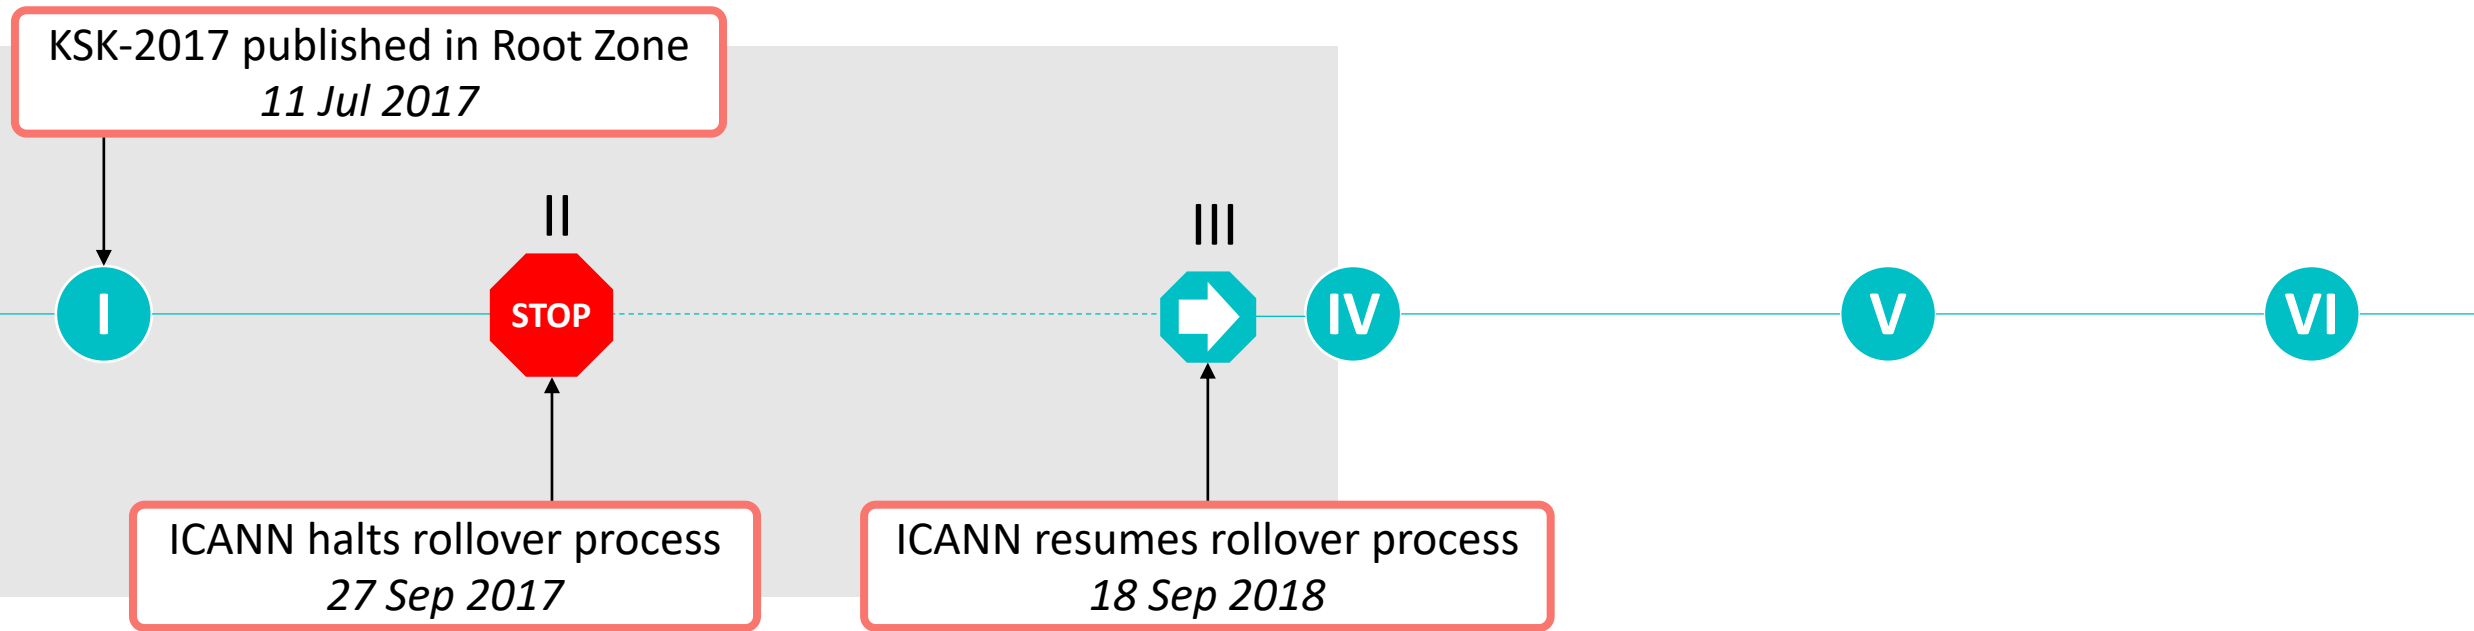 KSK-2017 published in Root Zone
11 Jul 2017
II
III
I
STOP
IV
V
VI
ICANN halts rollover process
27 Sep 2017
ICANN resumes rollover process
18 Sep 2018